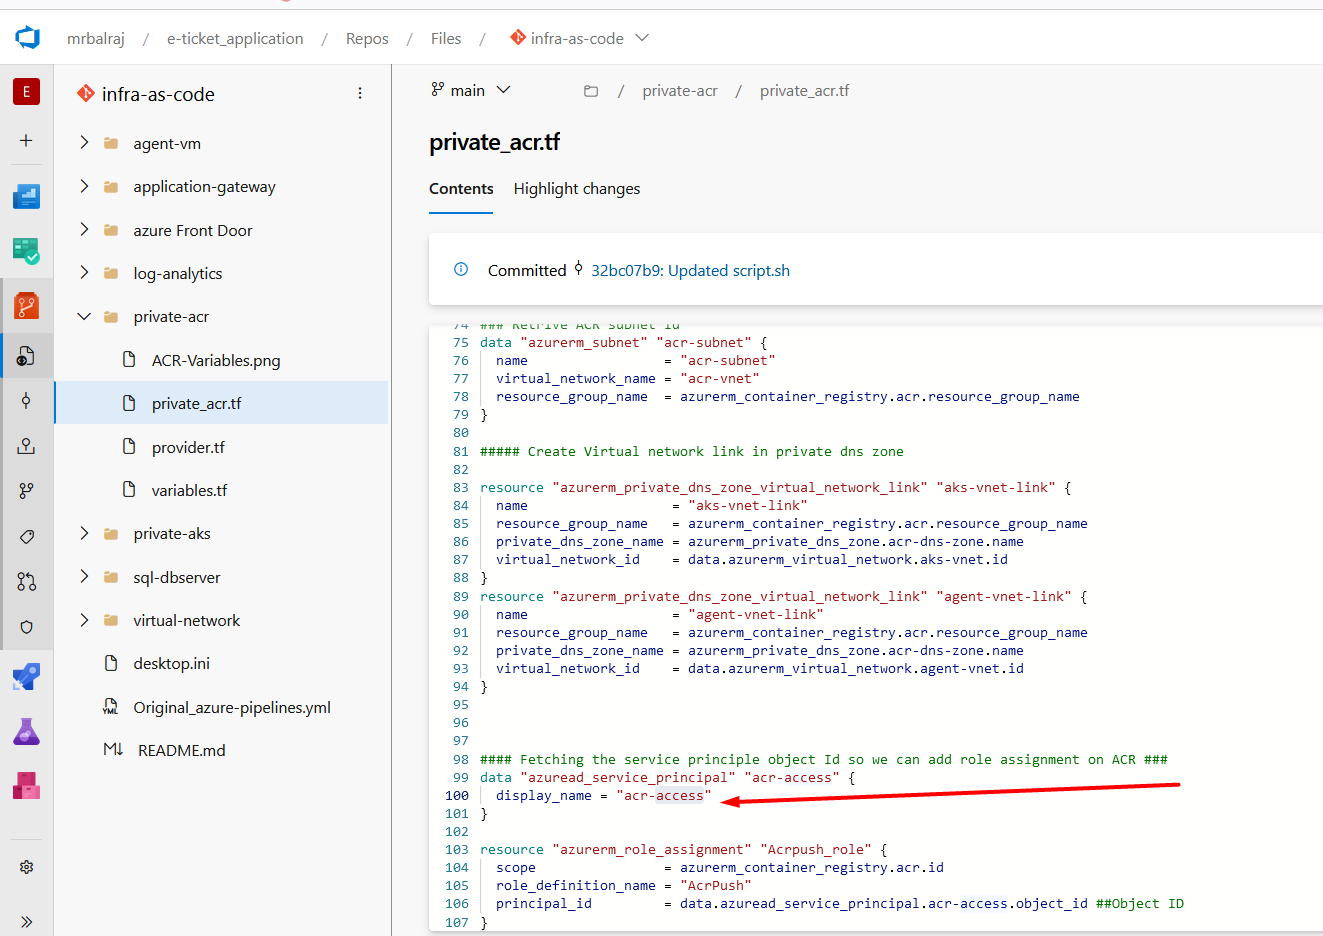 mrbalraj / e-ticket_application / Repos / Files / infra-as-code
E
infra-as-code
agent-vm
application-gateway
azure Front Door
log-analytics
private-acr
ACR-Variables.png
private_acr.tf
provider.tf
variables.tf
private-aks
sql-dbserver
virtual-network
desktop.ini
YML Original_azure-pipelines.yml
M↓ README.md
main / private-acr / private_acr.tf
private_acr.tf
Contents Highlight changes
Committed 32bc07b9: Updated script.sh
74 ### Retrive ACR subnet id
75 data "azurerm_subnet" "acr-subnet" {
76   name                 = "acr-subnet"
77   virtual_network_name = "acr-vnet"
78   resource_group_name  = azurerm_container_registry.acr.resource_group_name
79 }
80
81 ##### Create Virtual network link in private dns zone
82
83 resource "azurerm_private_dns_zone_virtual_network_link" "aks-vnet-link" {
84   name                  = "aks-vnet-link"
85   resource_group_name   = azurerm_container_registry.acr.resource_group_name
86   private_dns_zone_name = azurerm_private_dns_zone.acr-dns-zone.name
87   virtual_network_id    = data.azurerm_virtual_network.aks-vnet.id
88 }
89 resource "azurerm_private_dns_zone_virtual_network_link" "agent-vnet-link" {
90   name                  = "agent-vnet-link"
91   resource_group_name   = azurerm_container_registry.acr.resource_group_name
92   private_dns_zone_name = azurerm_private_dns_zone.acr-dns-zone.name
93   virtual_network_id    = data.azurerm_virtual_network.agent-vnet.id
94 }
95
96
97
98 #### Fetching the service principle object Id so we can add role assignment on ACR ###
99 data "azuread_service_principal" "acr-access" {
100   display_name = "acr-access"
101 }
102
103 resource "azurerm_role_assignment" "Acrpush_role" {
104   scope                = azurerm_container_registry.acr.id
105   role_definition_name = "AcrPush"
106   principal_id         = data.azuread_service_principal.acr-access.object_id ##Object ID
107 }